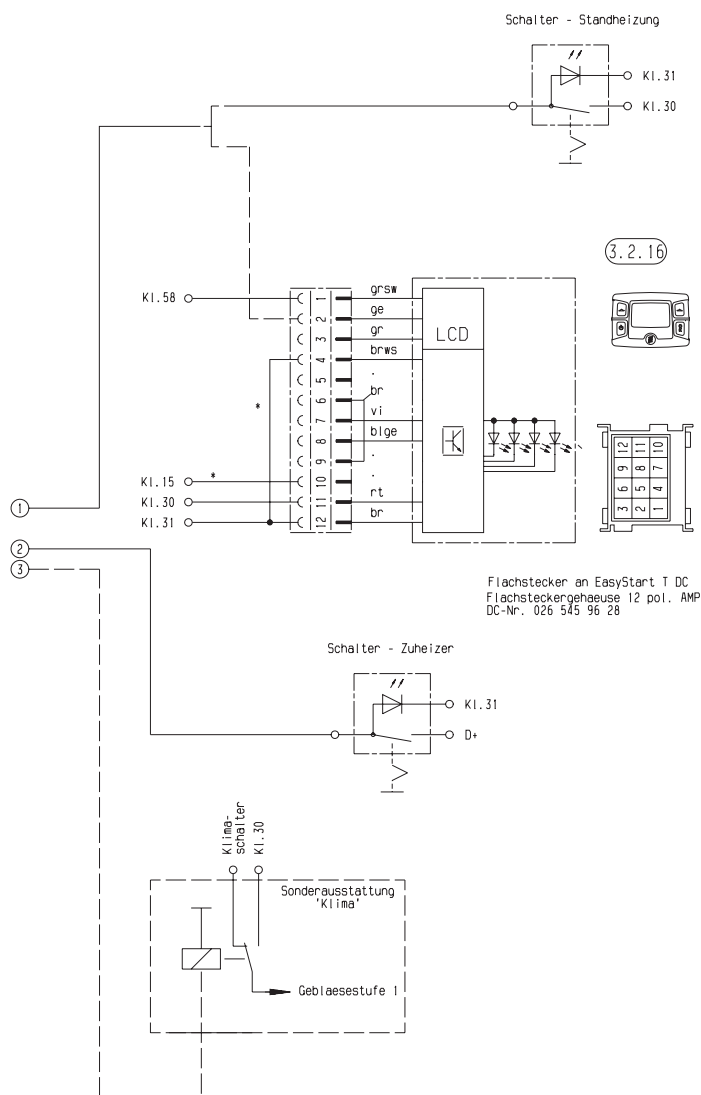 Schalter - Standheizung
Kl.31
Kl.30
3.2.16
Kl.58
1
grsw
2
ge
3
gr
LCD
4
brws
5
.
*
6
br
7
vi
8
blge
9
.
Kl.15
*
10
.
Kl.30
11
rt
Kl.31
12
br
12 11 10
9 8 7
6 5 4
3 2 1
1
2
3
Flachstecker an EasyStart T DC
Flachsteckergehaeuse 12 pol. AMP
DC-Nr. 026 545 96 28
Schalter - Zuheizer
Kl.31
D+
Klima-
schalter
Kl.30
Sonderausstattung
'Klima'
Geblaesestufe 1